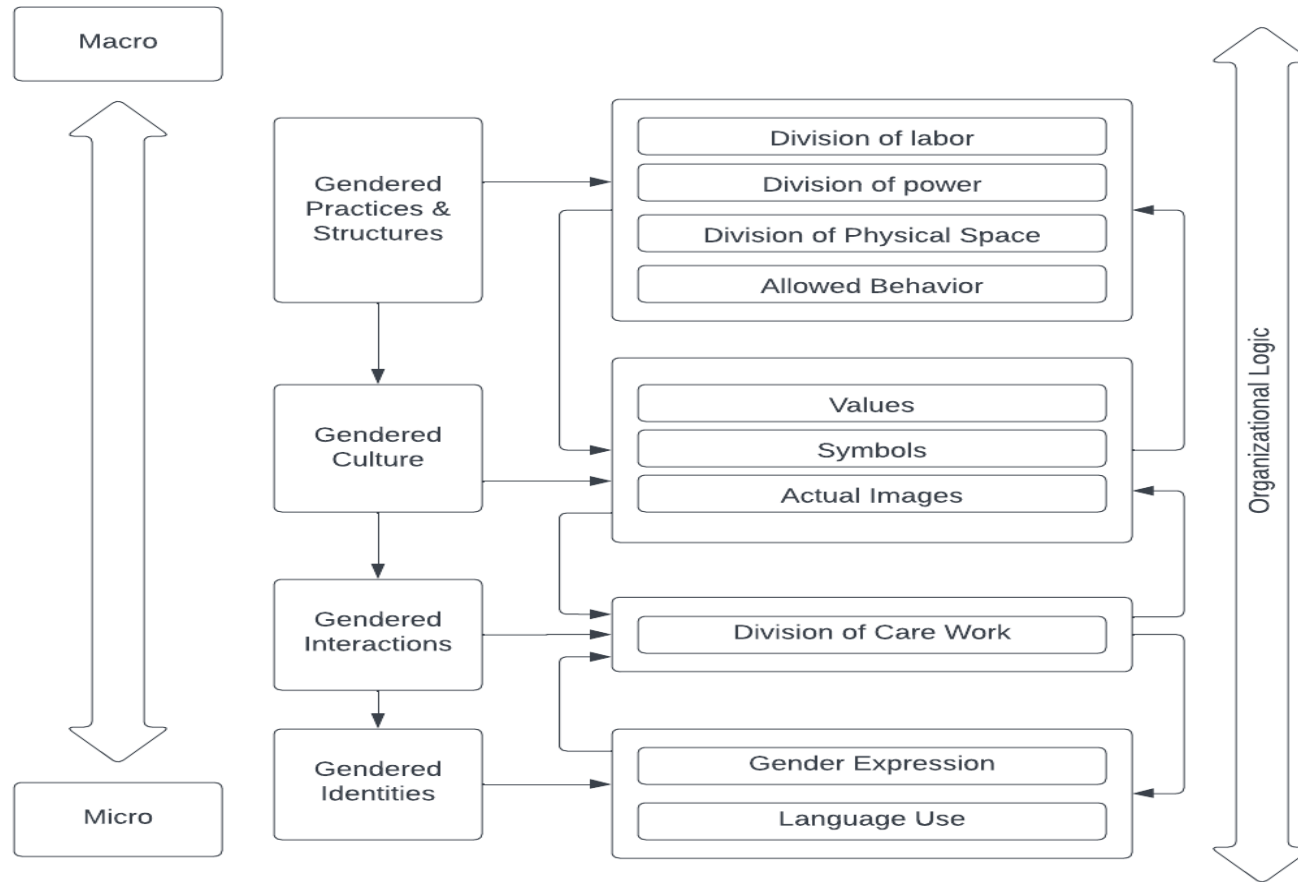 Macro
Gendered
Practices &
Structures
Division of labor
Division of power
Division of Physical Space
Allowed Behavior
Gendered
Culture
Values
Symbols
Actual Images
Gendered
Interactions
Division of Care Work
Gendered
Identities
Gender Expression
Language Use
Micro
Organizational Logic